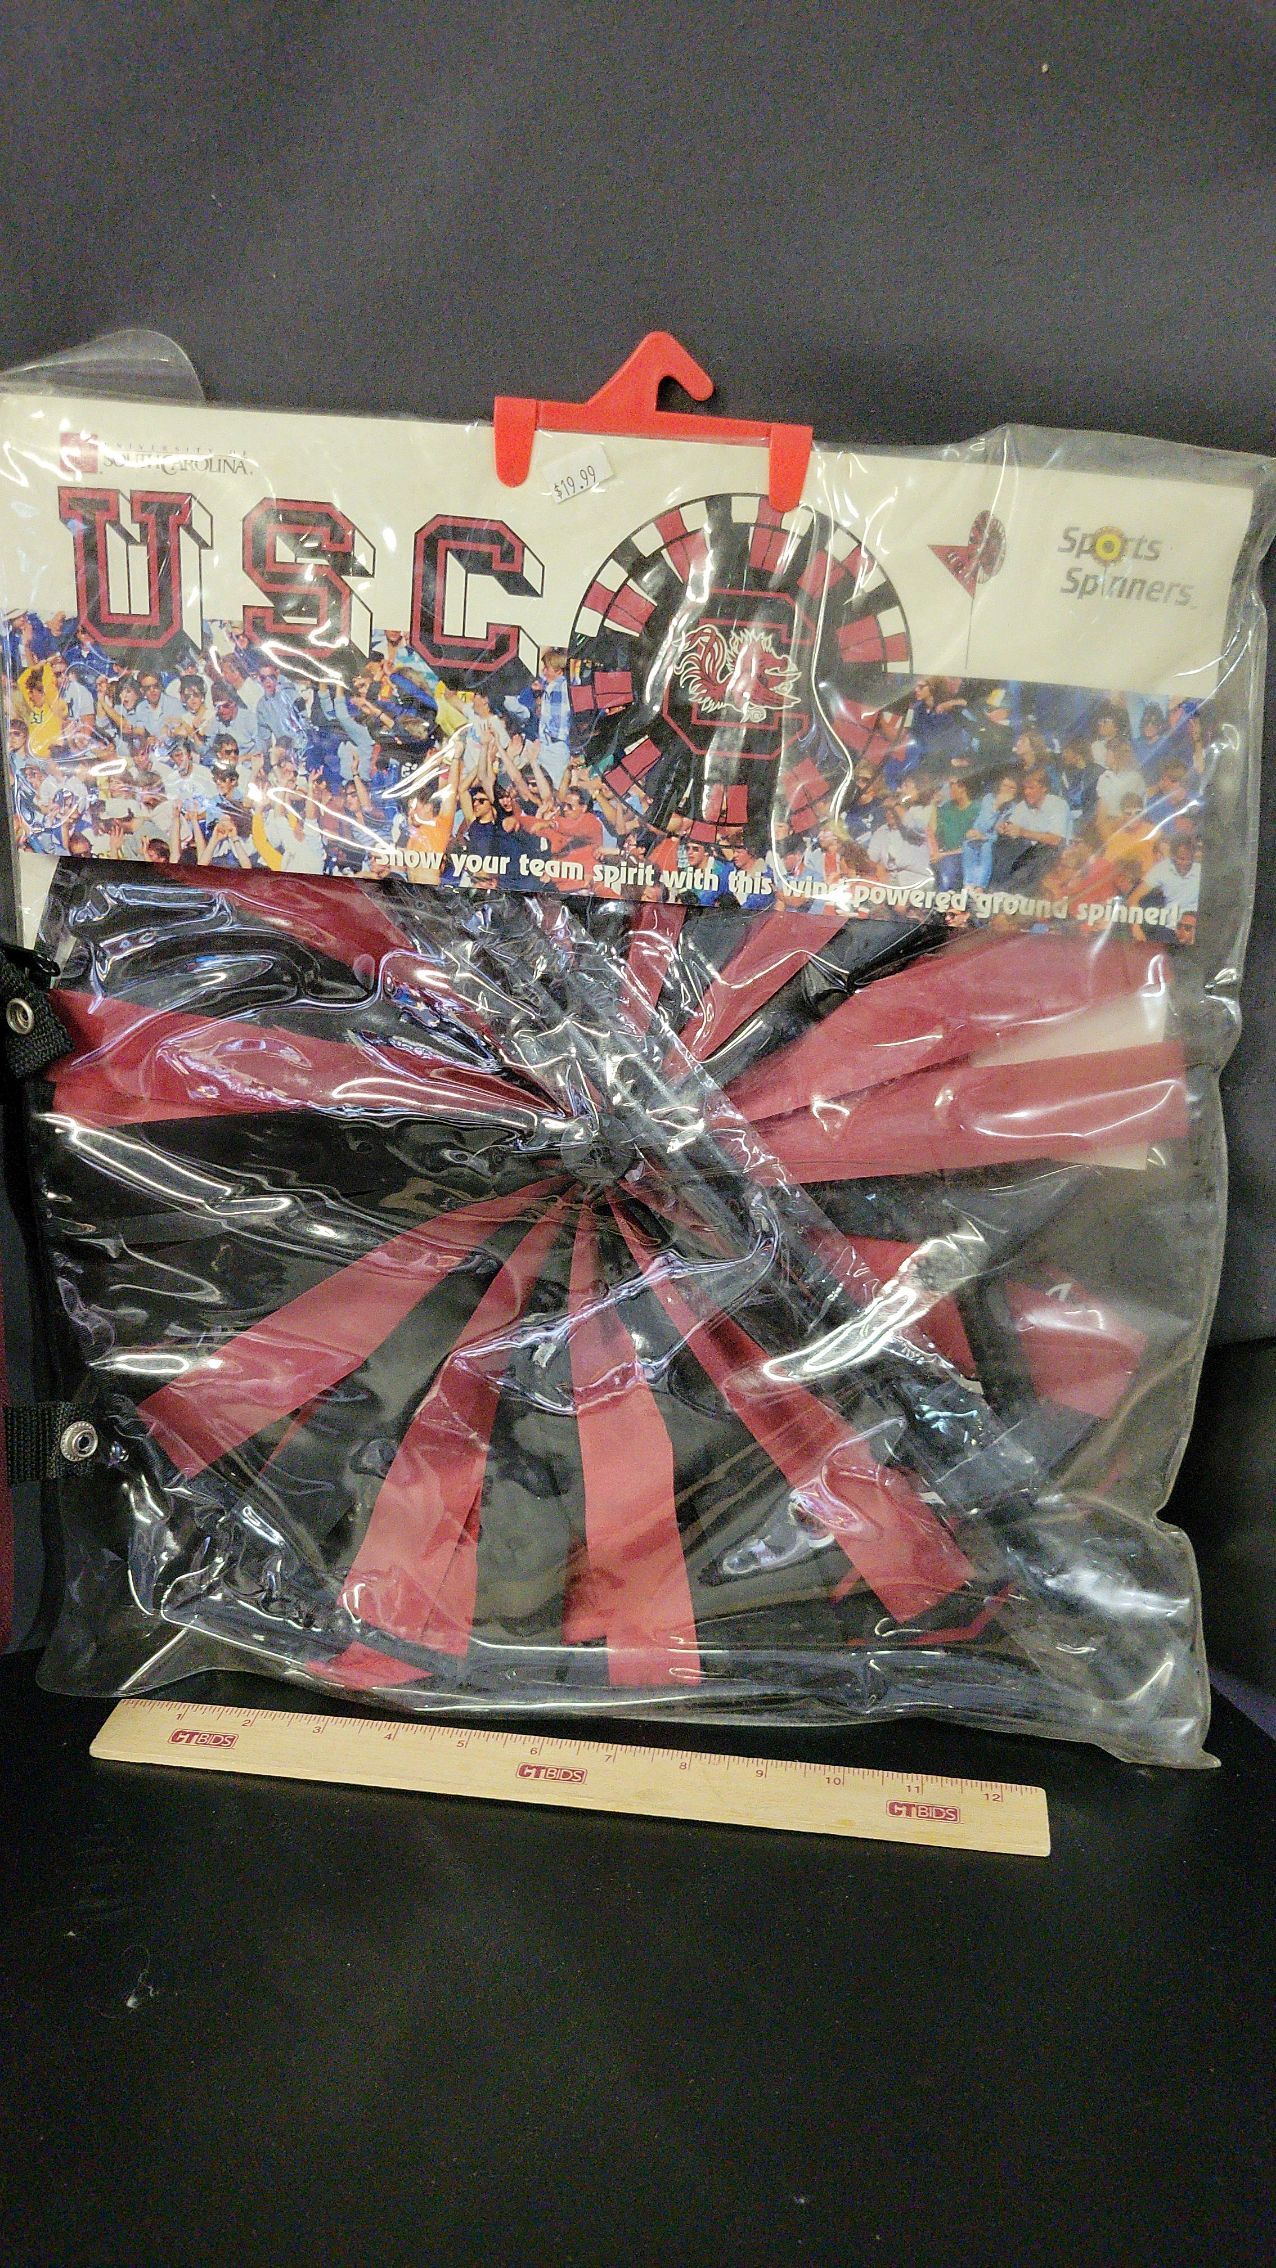 UNIVERSITY OF
SOUTH CAROLINA.
$19.99
USC
C
Sports
Spinners
Show your team spirit with this wind powered ground spinner!
1 2 3 4 5 6 7 8 9 10 11 12
CTBIDS CTBIDS CTBIDS